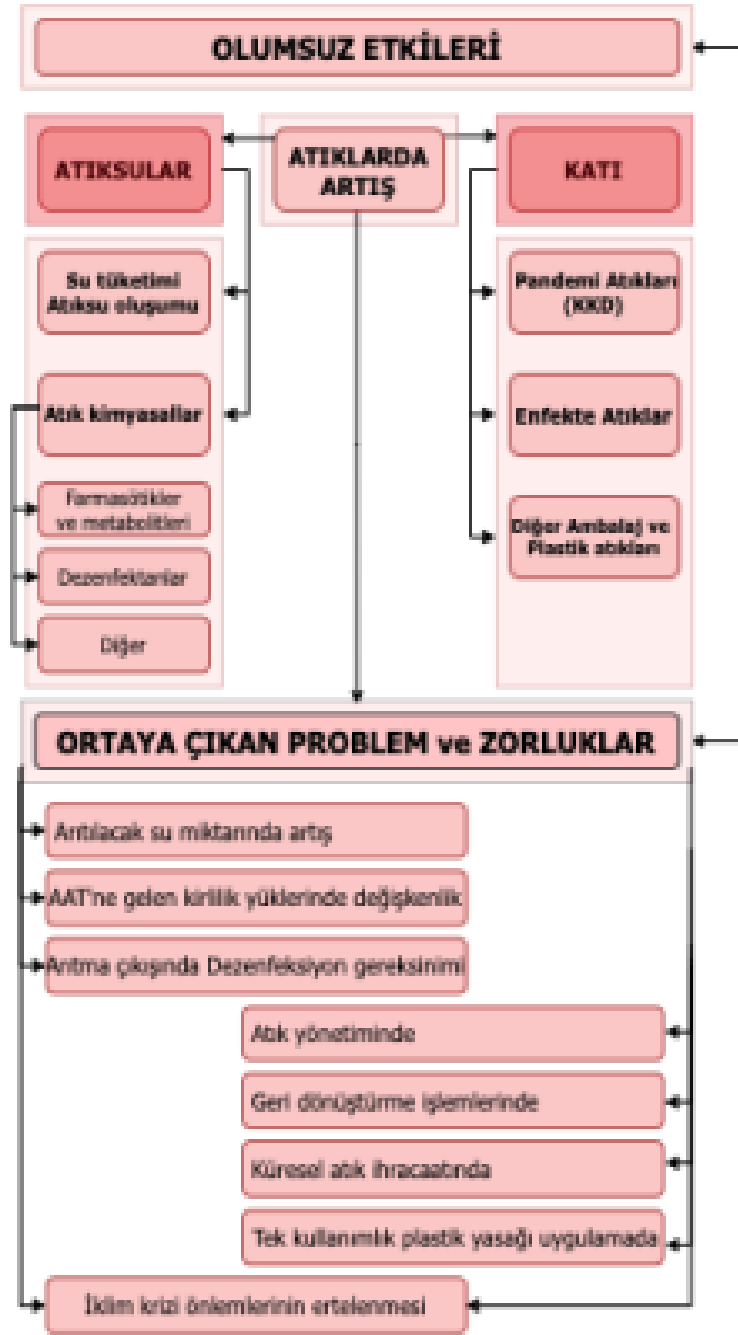 OLUMSUZ ETKİLERİ
ATIKSULAR
ATIKLARDA
ARTIŞ
KATI
Su tüketimi
Atıksu oluşumu
Atık kimyasallar
Farmasötikler
ve metabolitleri
Dezenfektanlar
Diğer
Pandemi Atıkları
(KKD)
Enfekte Atıklar
Diğer Ambalaj ve
Plastik atıkları
ORTAYA ÇIKAN PROBLEM ve ZORLUKLAR
Arıtılacak su miktarında artış
AAT'ne gelen kirlilik yüklerinde değişkenlik
Arıtma çıkışında Dezenfeksiyon gereksinimi
Atık yönetiminde
Geri dönüştürme işlemlerinde
Küresel atık ihracaatında
Tek kullanımlık plastik yasağı uygulamada
İklim krizi önlemlerinin ertelenmesi